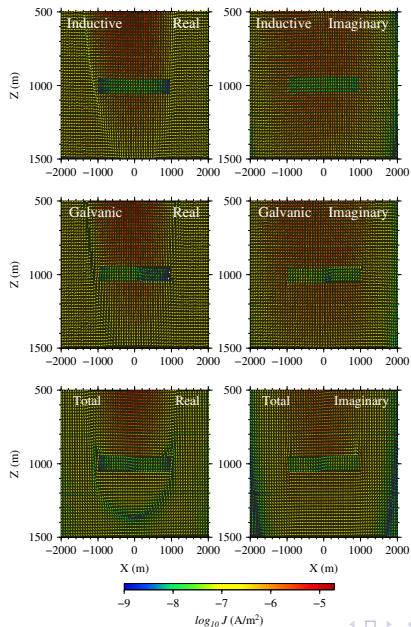 500
1000
1500
Z (m)
Inductive Real
−2000 −1000 0 1000 2000
500
1000
1500
Z (m)
Inductive Imaginary
−2000 −1000 0 1000 2000
500
1000
1500
Z (m)
Galvanic Real
−2000 −1000 0 1000 2000
500
1000
1500
Galvanic Imaginary
−2000 −1000 0 1000 2000
500
1000
1500
Z (m)
Total Real
−2000 −1000 0 1000 2000
X (m)
500
1000
1500
Total Imaginary
−2000 −1000 0 1000 2000
X (m)
−9 −8 −7 −6 −5
log10 J (A/m²)